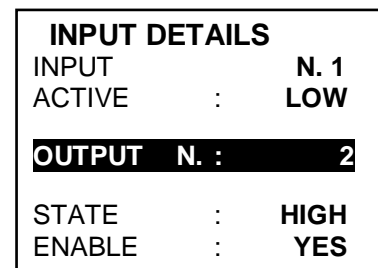 INPUT DETAILS
INPUT N. 1
ACTIVE : LOW
OUTPUT N. : 2
STATE : HIGH
ENABLE : YES